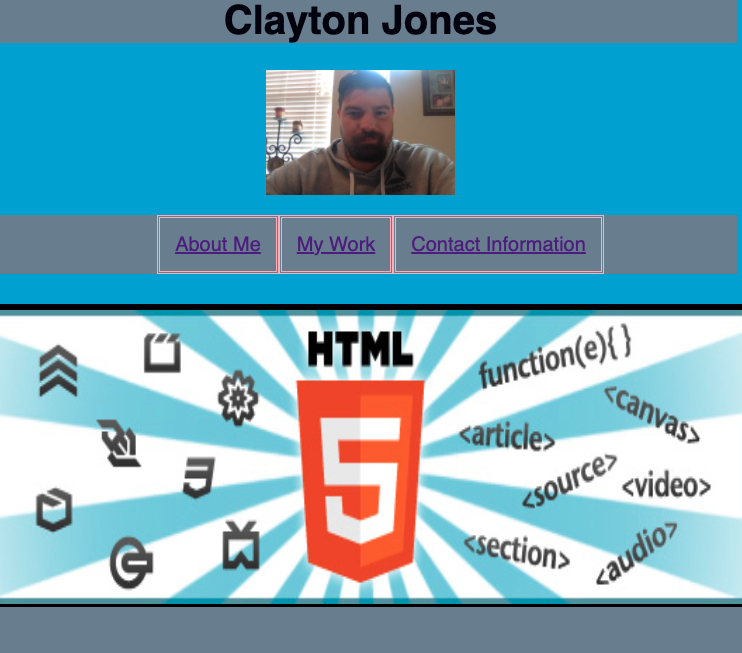 Clayton Jones
About Me My Work Contact Information
HTML
5
function(e){ }
<canvas>
<article>
<source>
<video>
<section>
<audio>